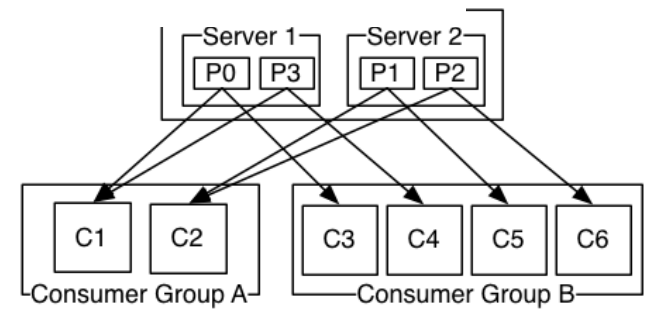 Server 1 Server 2
P0 P3 P1 P2
C1 C2 C3 C4 C5 C6
Consumer Group A Consumer Group B